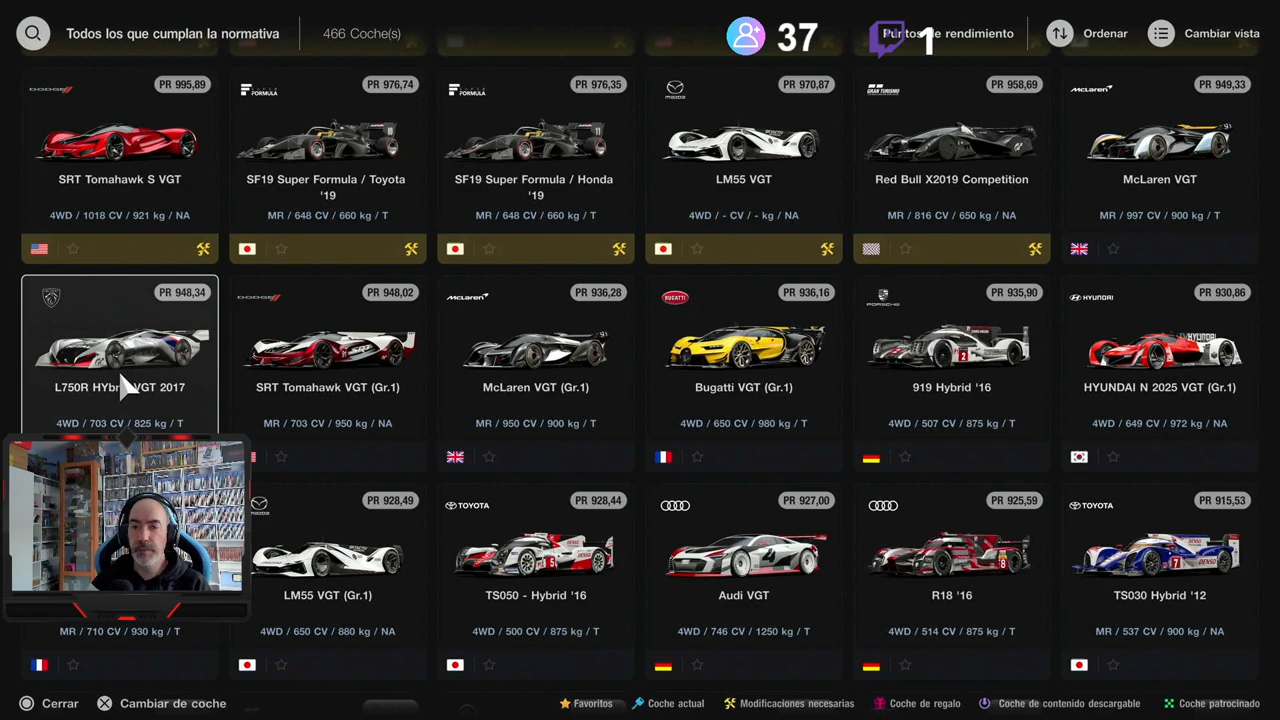 Todos los que cumplan la normativa
466 Coche(s)
37
1
Ordenar
Cambiar vista
PR 995,89
SRT Tomahawk S VGT
4WD / 1018 CV / 921 kg / NA
SUPER FORMULA
PR 976,74
SF19 Super Formula / Toyota '19
MR / 648 CV / 660 kg / T
SUPER FORMULA
PR 976,35
SF19 Super Formula / Honda '19
MR / 648 CV / 660 kg / T
PR 970,87
LM55 VGT
4WD / - CV / - kg / NA
GRAN TURISMO
PR 958,69
Red Bull X2019 Competition
MR / 816 CV / 650 kg / NA
McLaren
PR 949,33
McLaren VGT
MR / 997 CV / 900 kg / T
PR 948,34
4WD / 703 CV / 825 kg / T
PR 948,02
SRT Tomahawk VGT (Gr.1)
MR / 703 CV / 950 kg / NA
McLaren
PR 936,28
McLaren VGT (Gr.1)
MR / 950 CV / 900 kg / T
BUGATTI
PR 936,16
Bugatti VGT (Gr.1)
4WD / 650 CV / 980 kg / T
PORSCHE
PR 935,90
919 Hybrid '16
4WD / 507 CV / 875 kg / T
HYUNDAI
PR 930,86
HYUNDAI N 2025 VGT (Gr.1)
4WD / 649 CV / 972 kg / NA
MR / 710 CV / 930 kg / T
PR 928,49
LM55 VGT (Gr.1)
4WD / 650 CV / 880 kg / NA
TOYOTA
PR 928,44
TS050 - Hybrid '16
4WD / 500 CV / 875 kg / T
PR 927,00
Audi VGT
4WD / 746 CV / 1250 kg / T
PR 925,59
R18 '16
4WD / 514 CV / 875 kg / T
TOYOTA
PR 915,53
TS030 Hybrid '12
MR / 537 CV / 900 kg / NA
Cerrar
Cambiar de coche
Favoritos
Coche actual
Modificaciones necesarias
Coche de regalo
Coche de contenido descargable
Coche patrocinado